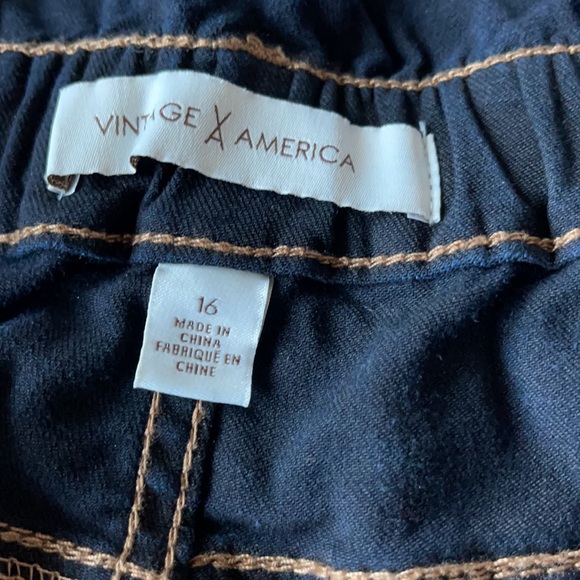 VINTAGE AMERICA
16
MADE IN
CHINA
FABRIQUÉ EN
CHINE